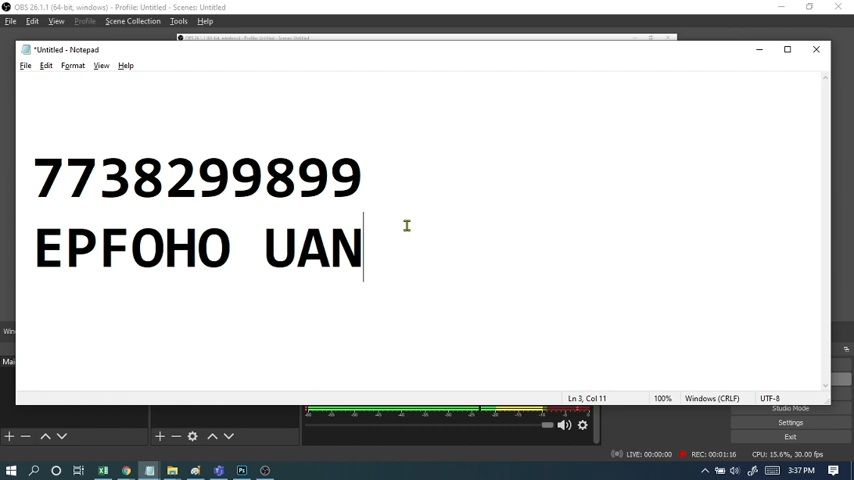 OBS 26.1.1 (64-bit, windows) - Profile: Untitled - Scenes: Untitled
File Edit View Profile Scene Collection Tools Help
*Untitled - Notepad
File Edit Format View Help
7738299899
EPFOHO UAN
Ln 3, Col 11 100% Windows (CRLF) UTF-8
Studio Mode
Settings
Exit
LIVE: 00:00:00 REC: 00:01:16 CPU: 15.6%, 30.00 fps
3:37 PM